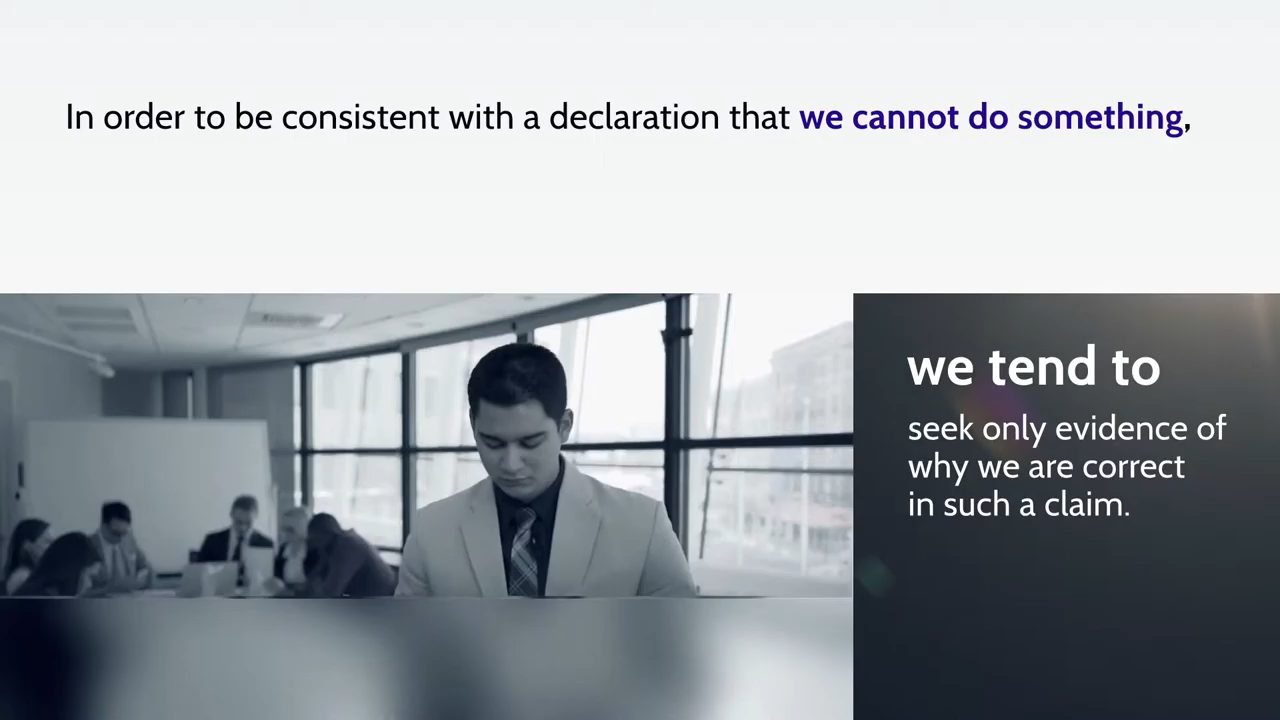 In order to be consistent with a declaration that we cannot do something,
we tend to
seek only evidence of
why we are correct
in such a claim.